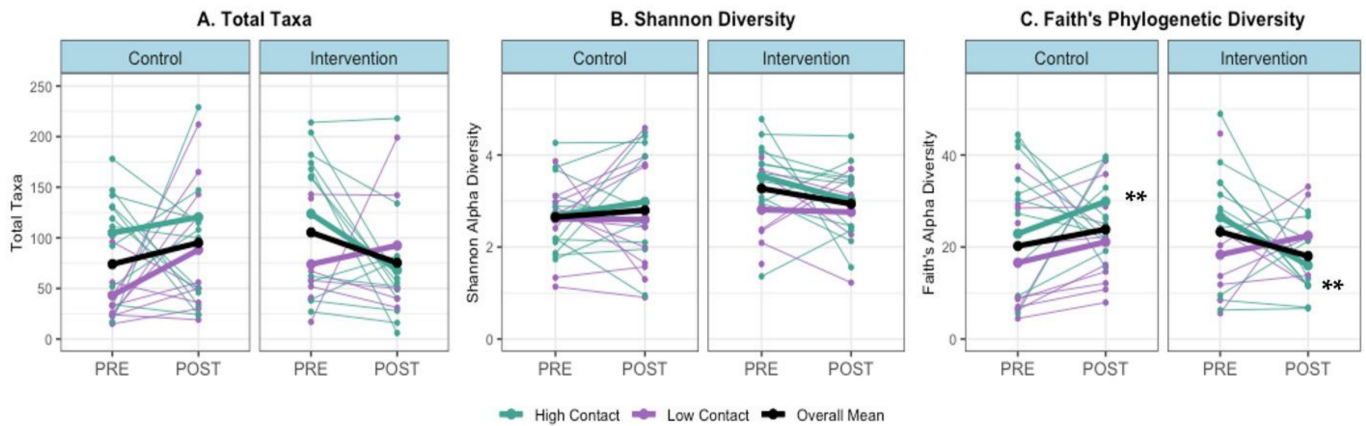 A. Total Taxa
Control Intervention
Total Taxa
250
200
150
100
50
0
PRE POST PRE POST
B. Shannon Diversity
Control Intervention
Shannon Alpha Diversity
4
2
0
PRE POST PRE POST
C. Faith's Phylogenetic Diversity
Control Intervention
Faith's Alpha Diversity
40
20
0
**
**
PRE POST PRE POST
High Contact Low Contact Overall Mean